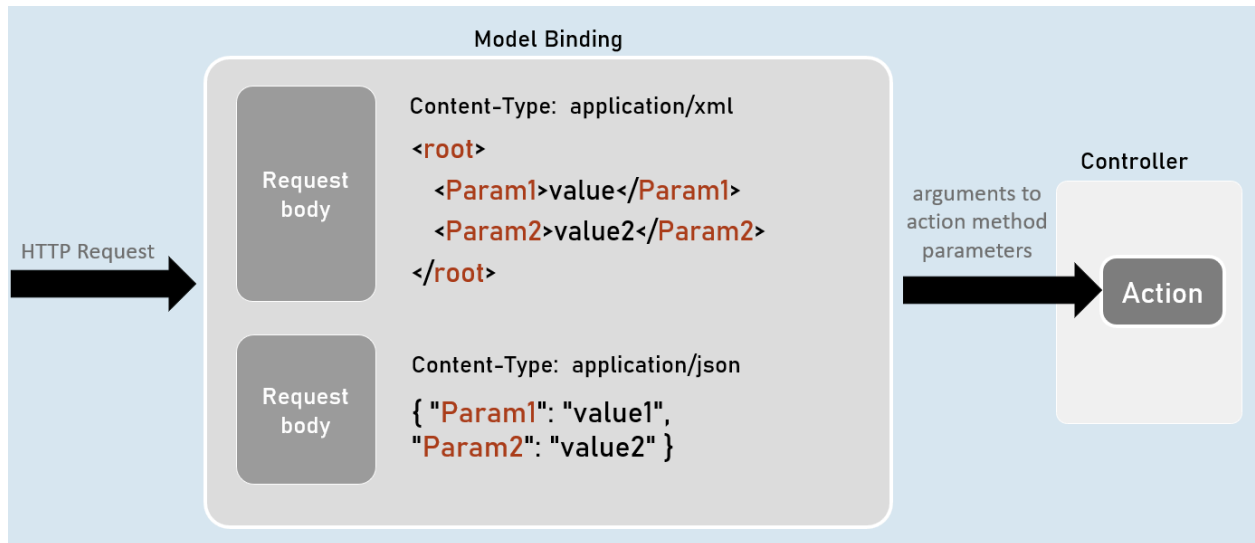 Model Binding
HTTP Request
Request
body
Content-Type: application/xml
<root>
<Param1>value</Param1>
<Param2>value2</Param2>
</root>
Request
body
Content-Type: application/json
{ "Param1": "value1",
"Param2": "value2" }
arguments to
action method
parameters
Controller
Action